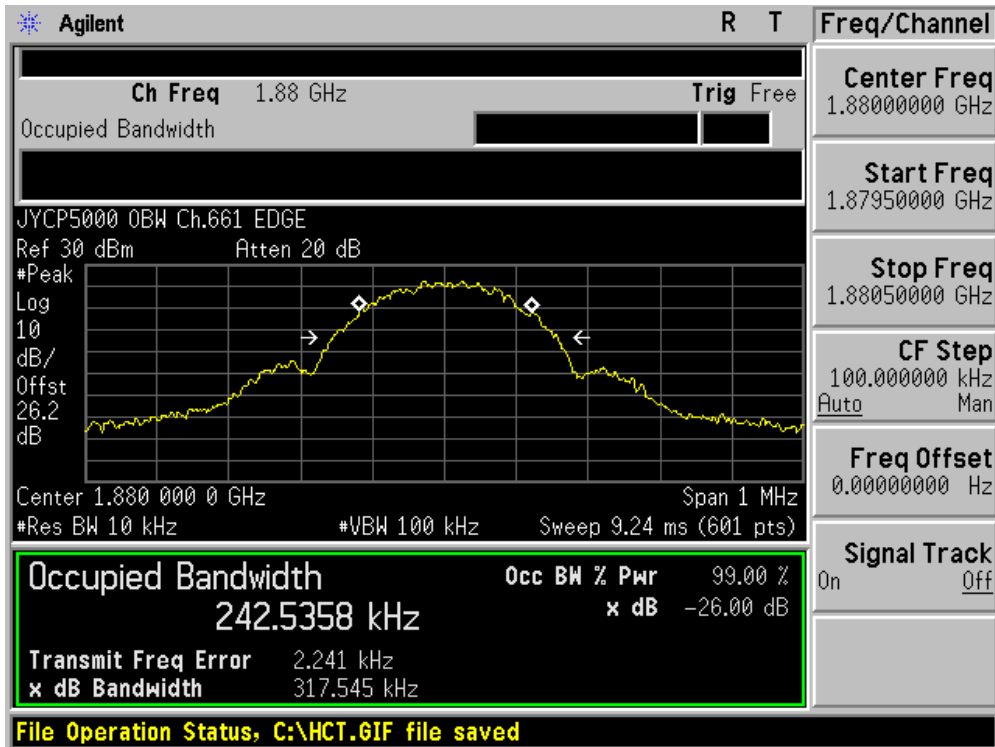 Agilent R T
Freq/Channel
Ch Freq 1.88 GHz Trig Free
Occupied Bandwidth
Center Freq
1.88000000 GHz
Start Freq
1.87950000 GHz
Stop Freq
1.88050000 GHz
CF Step
100.000000 kHz
Auto Man
Freq Offset
0.00000000 Hz
Signal Track
On Off
JYCP5000 OBW Ch.661 EDGE
Ref 30 dBm Atten 20 dB
#Peak
Log
10
dB/
Offst
26.2
dB
Center 1.880 000 0 GHz Span 1 MHz
#Res BW 10 kHz #VBW 100 kHz Sweep 9.24 ms (601 pts)
Occupied Bandwidth
242.5358 kHz
Occ BW % Pwr 99.00 %
x dB -26.00 dB
Transmit Freq Error 2.241 kHz
x dB Bandwidth 317.545 kHz
File Operation Status, C:\HCT.GIF file saved